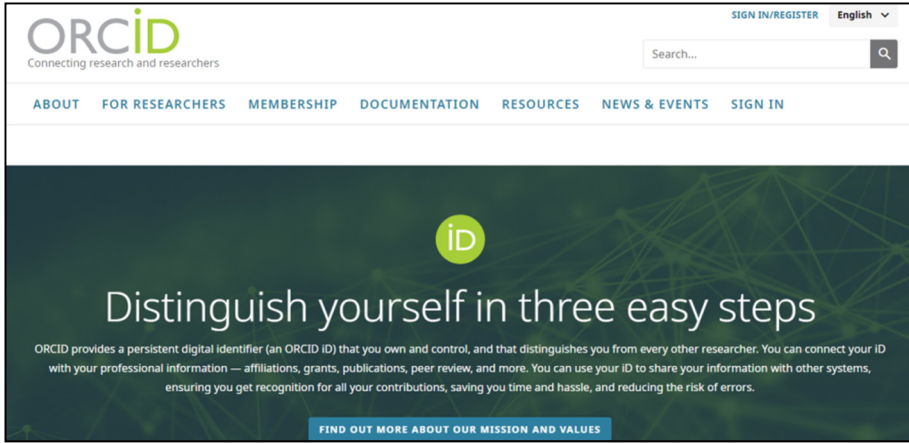 SIGN IN/REGISTER English
ORCiD
Connecting research and researchers
Search...
ABOUT FOR RESEARCHERS MEMBERSHIP DOCUMENTATION RESOURCES NEWS & EVENTS SIGN IN
iD
Distinguish yourself in three easy steps
ORCID provides a persistent digital identifier (an ORCID iD) that you own and control, and that distinguishes you from every other researcher. You can connect your iD
with your professional information — affiliations, grants, publications, peer review, and more. You can use your iD to share your information with other systems,
ensuring you get recognition for all your contributions, saving you time and hassle, and reducing the risk of errors.
FIND OUT MORE ABOUT OUR MISSION AND VALUES